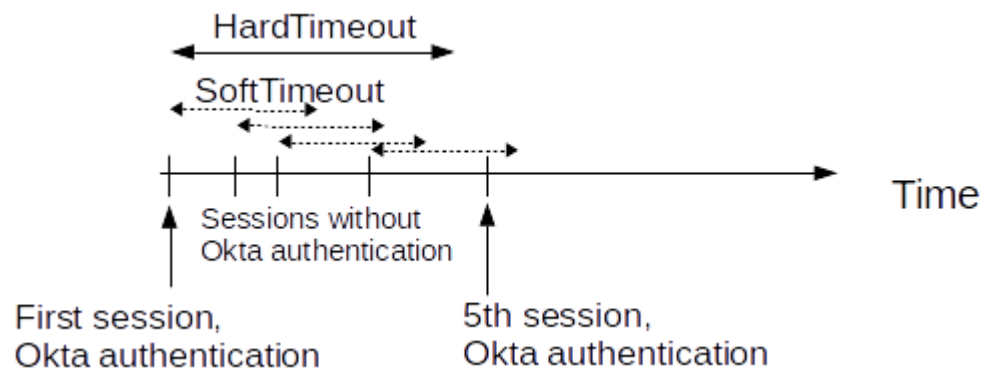 HardTimeout
SoftTimeout
Time
Sessions without
Okta authentication
First session,
Okta authentication
5th session,
Okta authentication